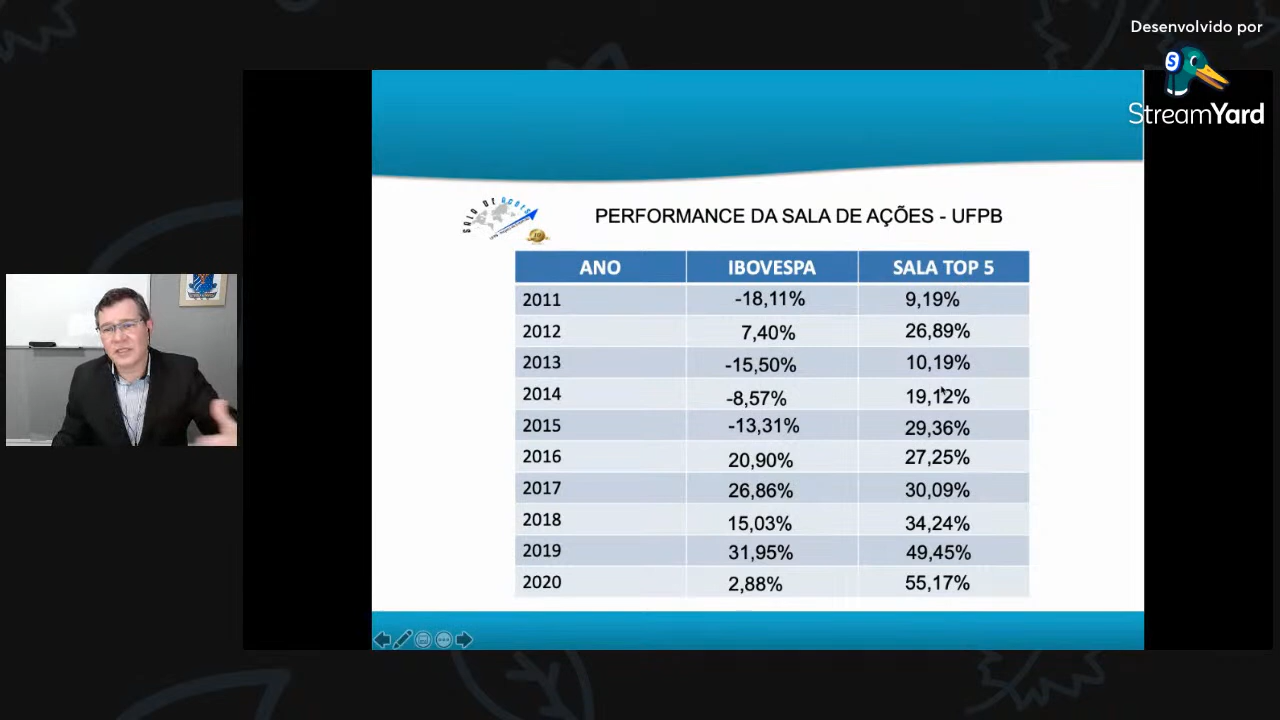 Desenvolvido por
StreamYard
SALA DE AÇÕES
PERFORMANCE DA SALA DE AÇÕES - UFPB
ANO IBOVESPA SALA TOP 5
2011 -18,11% 9,19%
2012 7,40% 26,89%
2013 -15,50% 10,19%
2014 -8,57% 19,12%
2015 -13,31% 29,36%
2016 20,90% 27,25%
2017 26,86% 30,09%
2018 15,03% 34,24%
2019 31,95% 49,45%
2020 2,88% 55,17%